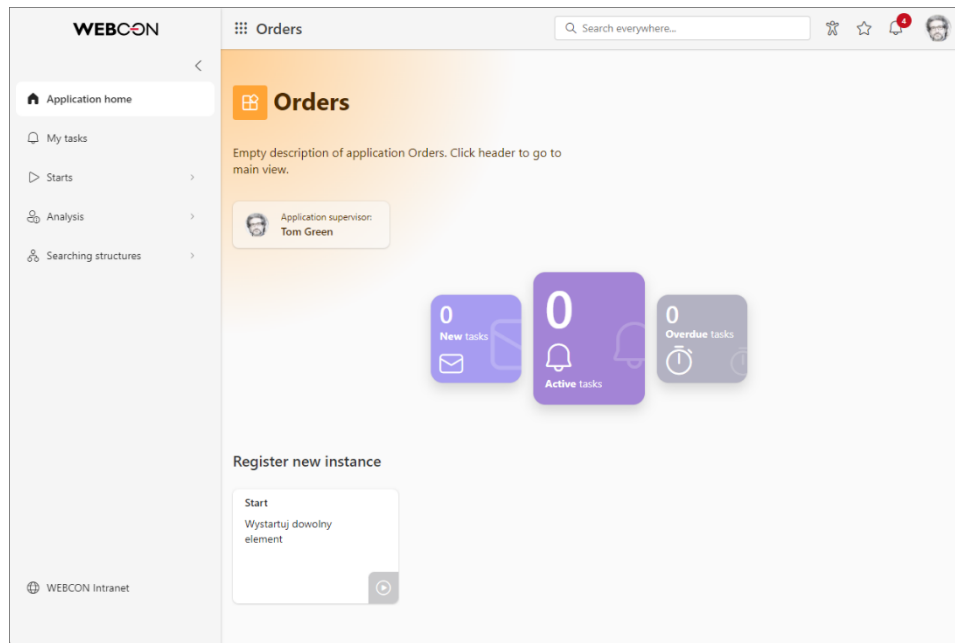 WEBCON
Orders
Search everywhere...
4
Application home
My tasks
Starts
Analysis
Searching structures
WEBCON Intranet
Orders
Empty description of application Orders. Click header to go to
main view.
Application supervisor:
Tom Green
0
New tasks
0
Active tasks
0
Overdue tasks
Register new instance
Start
Wystartuj dowolny
element